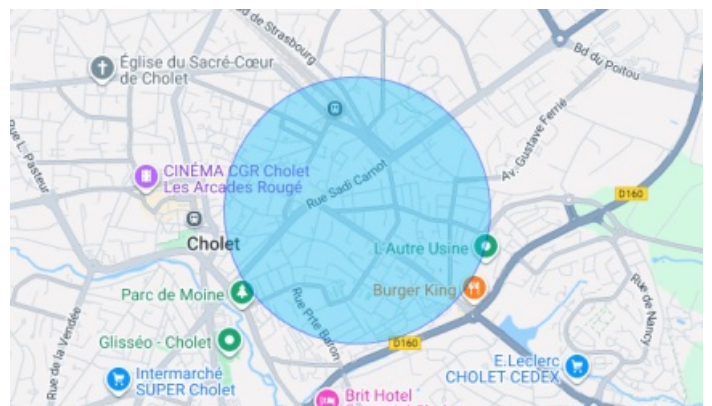 Bd de Strasbourg
Bd du Poitou
Église du Sacré-Cœur
de Cholet
Rue L. Pasteur
Av. Gustave Ferrié
CINÉMA CGR Cholet
Les Arcades Rougé
Rue Sadi Carnot
D160
Cholet
L'Autre Usine
Parc de Moine
Burger King
Rue Prte Baron
Rue de Nancy
Rue de la Vendée
Glisséo - Cholet
D160
E.Leclerc
CHOLET CEDEX
Intermarché
SUPER Cholet
Brit Hotel